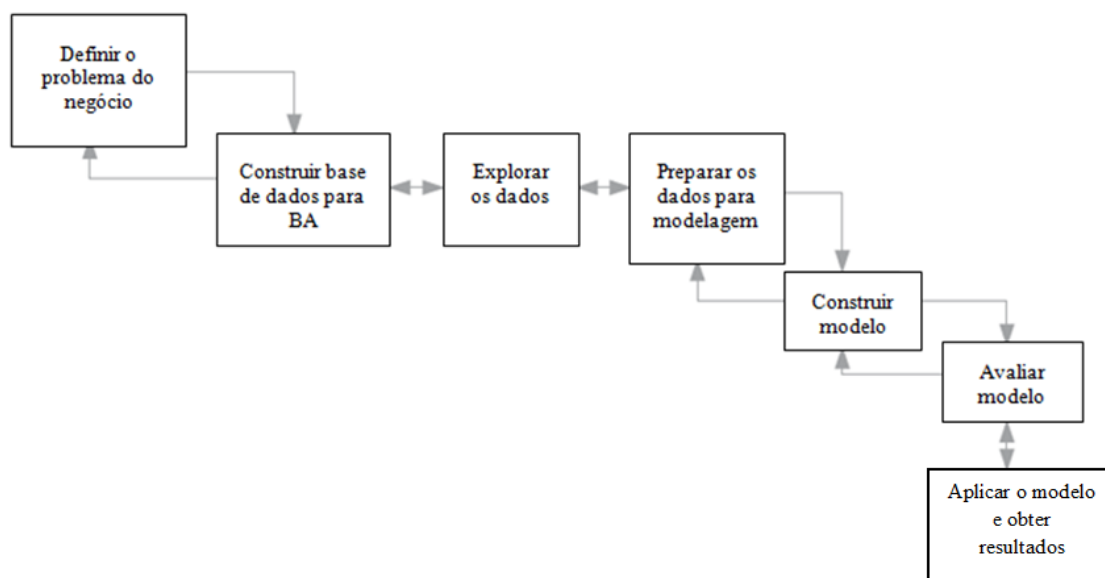 Definir o
problema do
negócio
Construir base
de dados para
BA
Explorar
os dados
Preparar os
dados para
modelagem
Construir
modelo
Avaliar
modelo
Aplicar o modelo
e obter
resultados